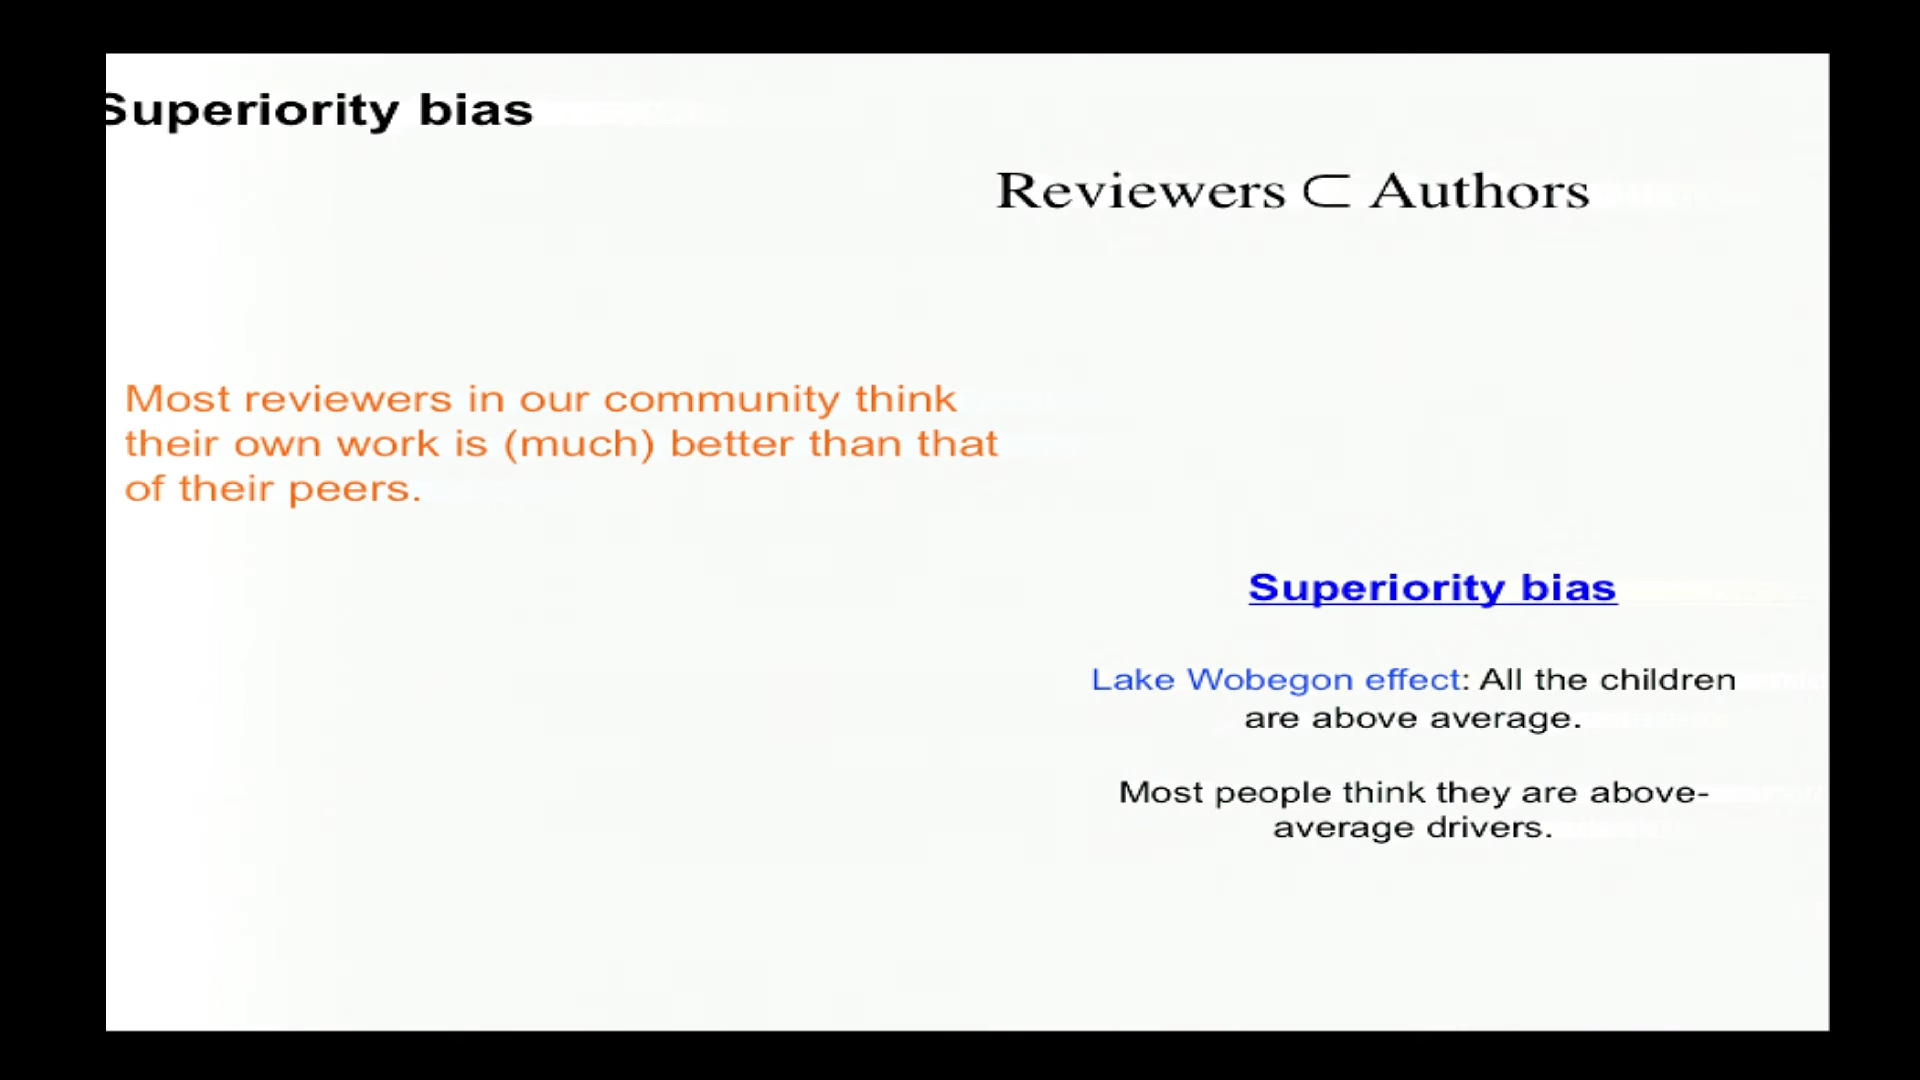 Superiority bias
Reviewers ⊂ Authors
Most reviewers in our community think
their own work is (much) better than that
of their peers.
Superiority bias
Lake Wobegon effect: All the children
are above average.
Most people think they are above-
average drivers.